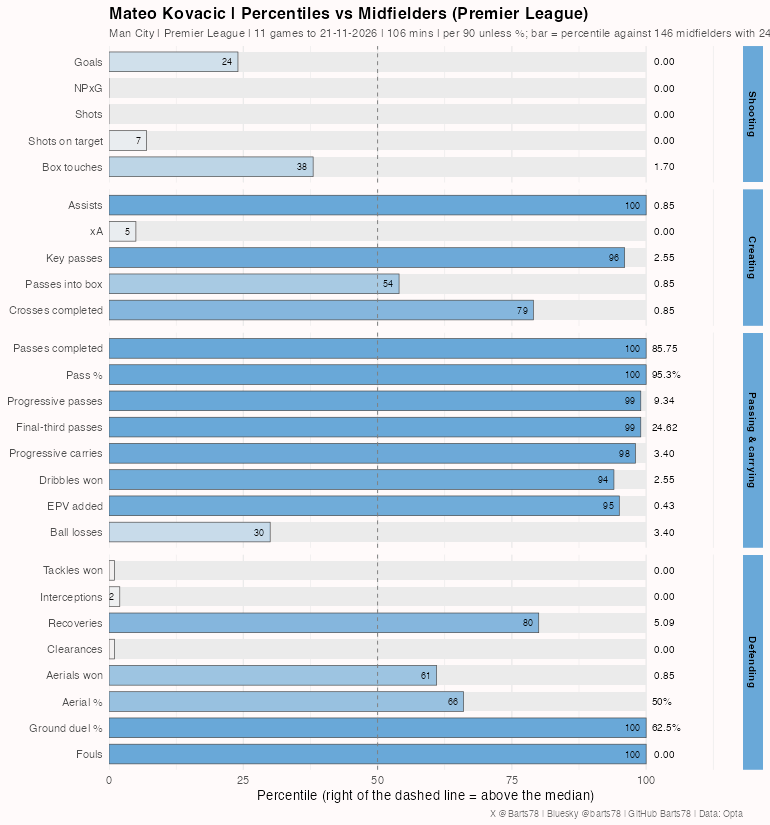 Mateo Kovacic | Percentiles vs Midfielders (Premier League)
Man City | Premier League | 11 games to 21-11-2026 | 106 mins | per 90 unless %; bar = percentile against 146 midfielders with 24
Goals 24 0.00
NPxG 0.00
Shots 0.00
Shots on target 7 0.00
Box touches 38 1.70
Shooting
Assists 100 0.85
xA 5 0.00
Key passes 96 2.55
Passes into box 54 0.85
Crosses completed 79 0.85
Creating
Passes completed 100 85.75
Pass % 100 95.3%
Progressive passes 99 9.34
Final-third passes 99 24.62
Progressive carries 98 3.40
Dribbles won 94 2.55
EPV added 95 0.43
Ball losses 30 3.40
Passing & carrying
Tackles won 0.00
Interceptions 2 0.00
Recoveries 80 5.09
Clearances 0.00
Aerials won 61 0.85
Aerial % 66 50%
Ground duel % 100 62.5%
Fouls 100 0.00
Defending
0 25 50 75 100
Percentile (right of the dashed line = above the median)
X @Barts78 | Bluesky @barts78 | GitHub Barts78 | Data: Opta